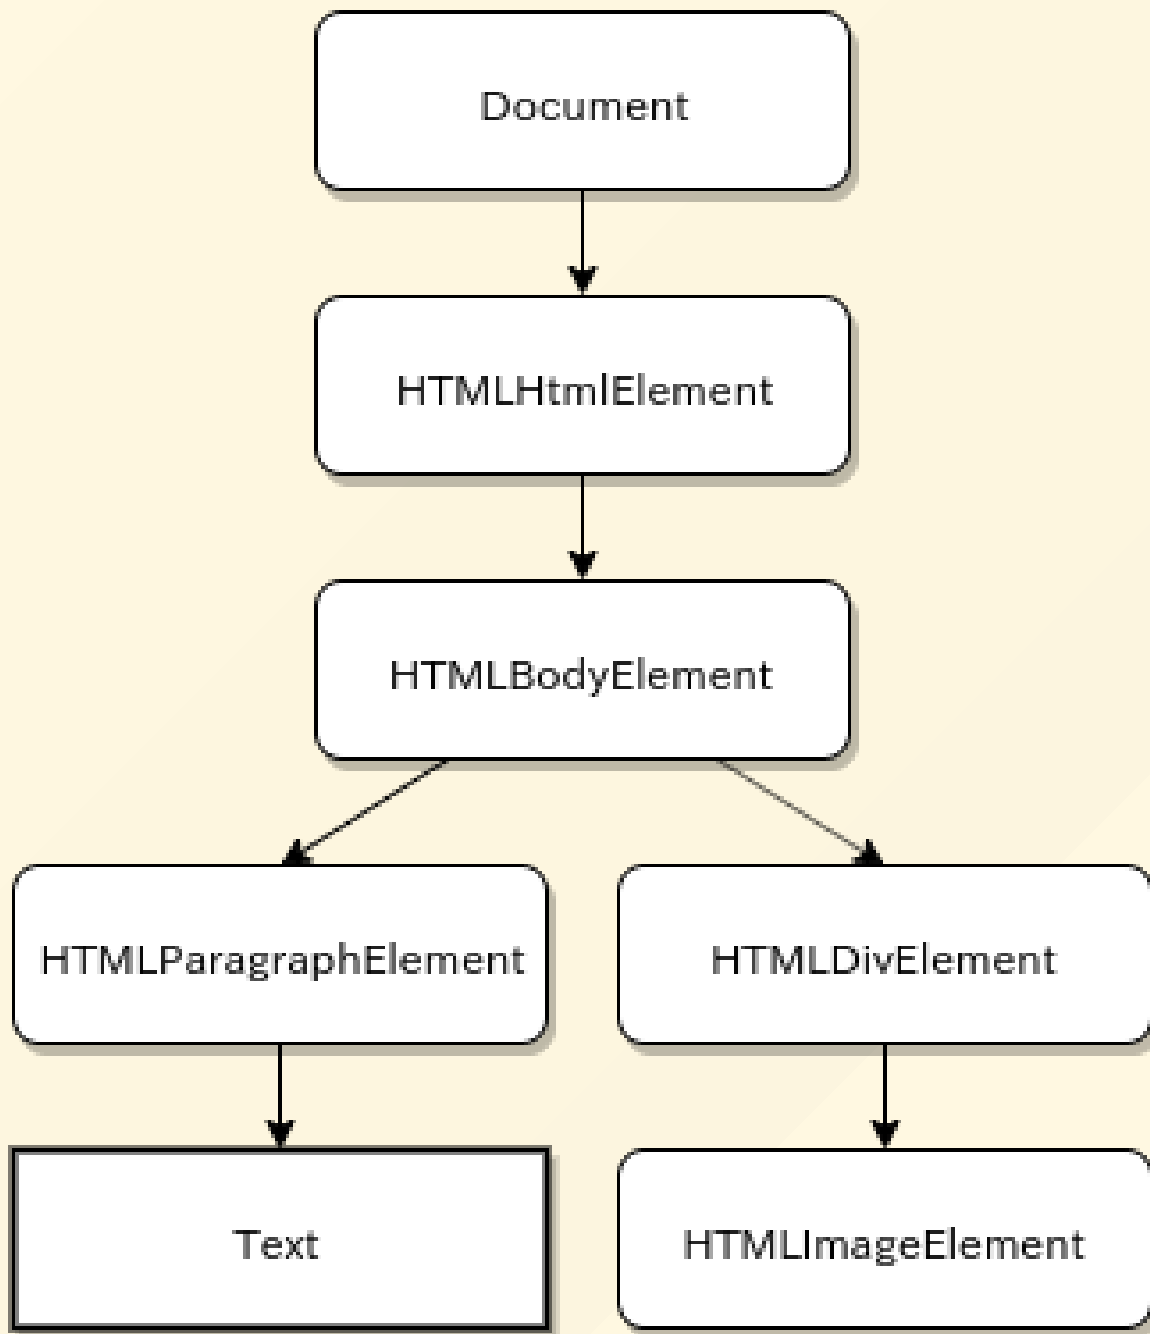 Document
HTMLHtmlElement
HTMLBodyElement
HTMLParagraphElement
HTMLDivElement
Text
HTMLImageElement